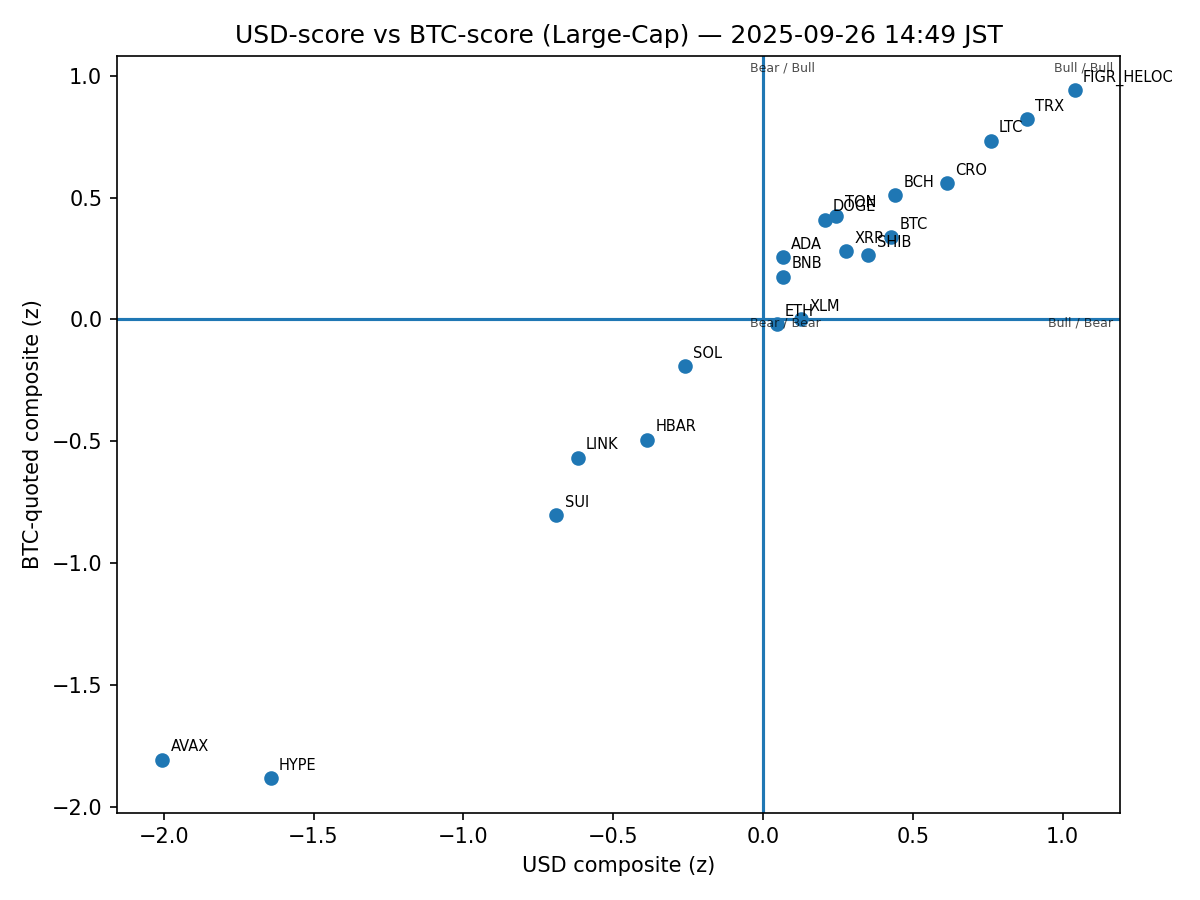 USD-score vs BTC-score (Large-Cap) — 2025-09-26 14:49 JST
Bear / Bull
Bull / Bull
FIGR_HELOC
TRX
LTC
CRO
BCH
TON
DOGE
BTC
XRP
SHIB
ADA
BNB
XLM
ETH
Bear / Bear
Bull / Bear
SOL
HBAR
LINK
SUI
AVAX
HYPE
1.0
0.5
0.0
−0.5
−1.0
−1.5
−2.0
BTC-quoted composite (z)
−2.0 −1.5 −1.0 −0.5 0.0 0.5 1.0
USD composite (z)